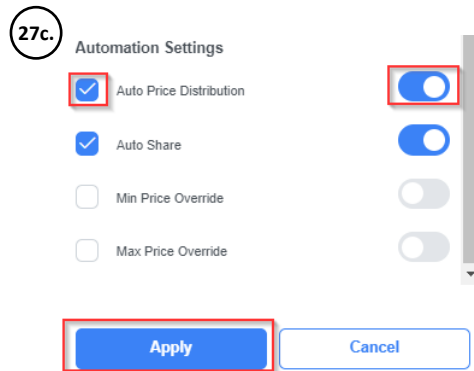 27c.
Automation Settings
Auto Price Distribution
Auto Share
Min Price Override
Max Price Override
Apply Cancel